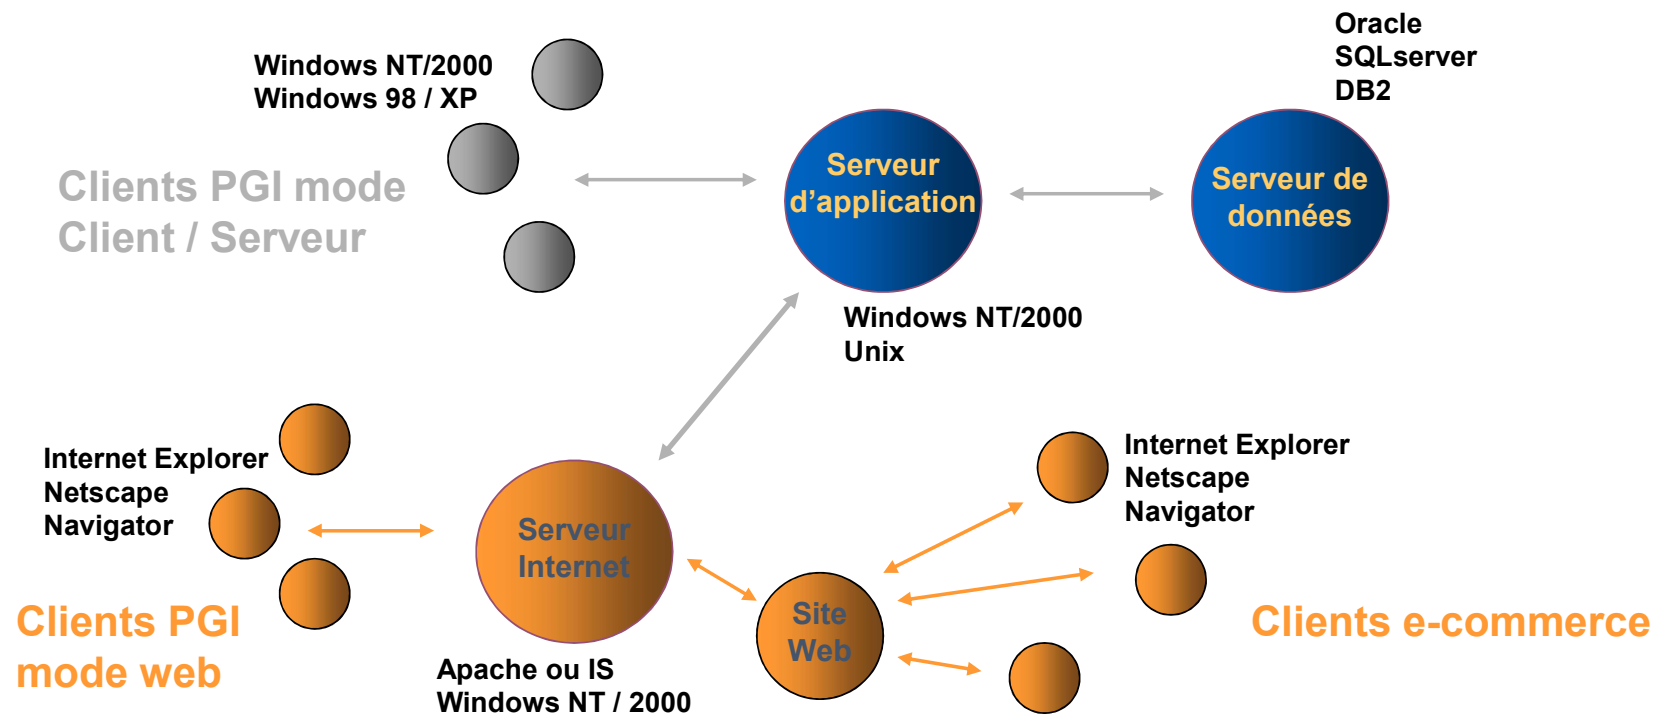 Oracle
SQLserver
DB2
Windows NT/2000
Windows 98 / XP
Clients PGI mode
Client / Serveur
Serveur
d'application
Serveur de
données
Windows NT/2000
Unix
Internet Explorer
Netscape
Navigator
Clients PGI
mode web
Serveur
Internet
Apache ou IS
Windows NT / 2000
Site
Web
Internet Explorer
Netscape
Navigator
Clients e-commerce